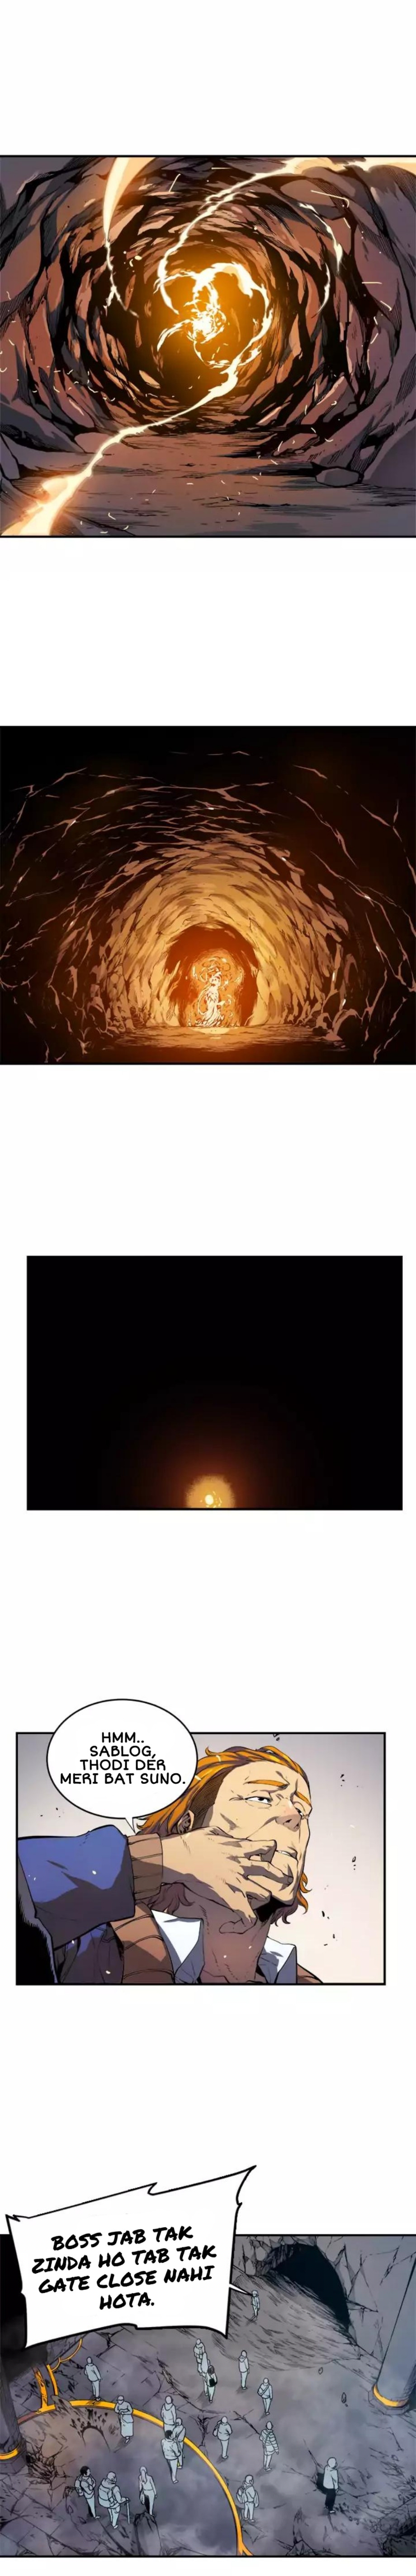 HMM..
SABLOG,
THODI DER
MERI BAT SUNO.
BOSS JAB TAK
ZINDA HO TAB TAK
GATE CLOSE NAHI
HOTA.